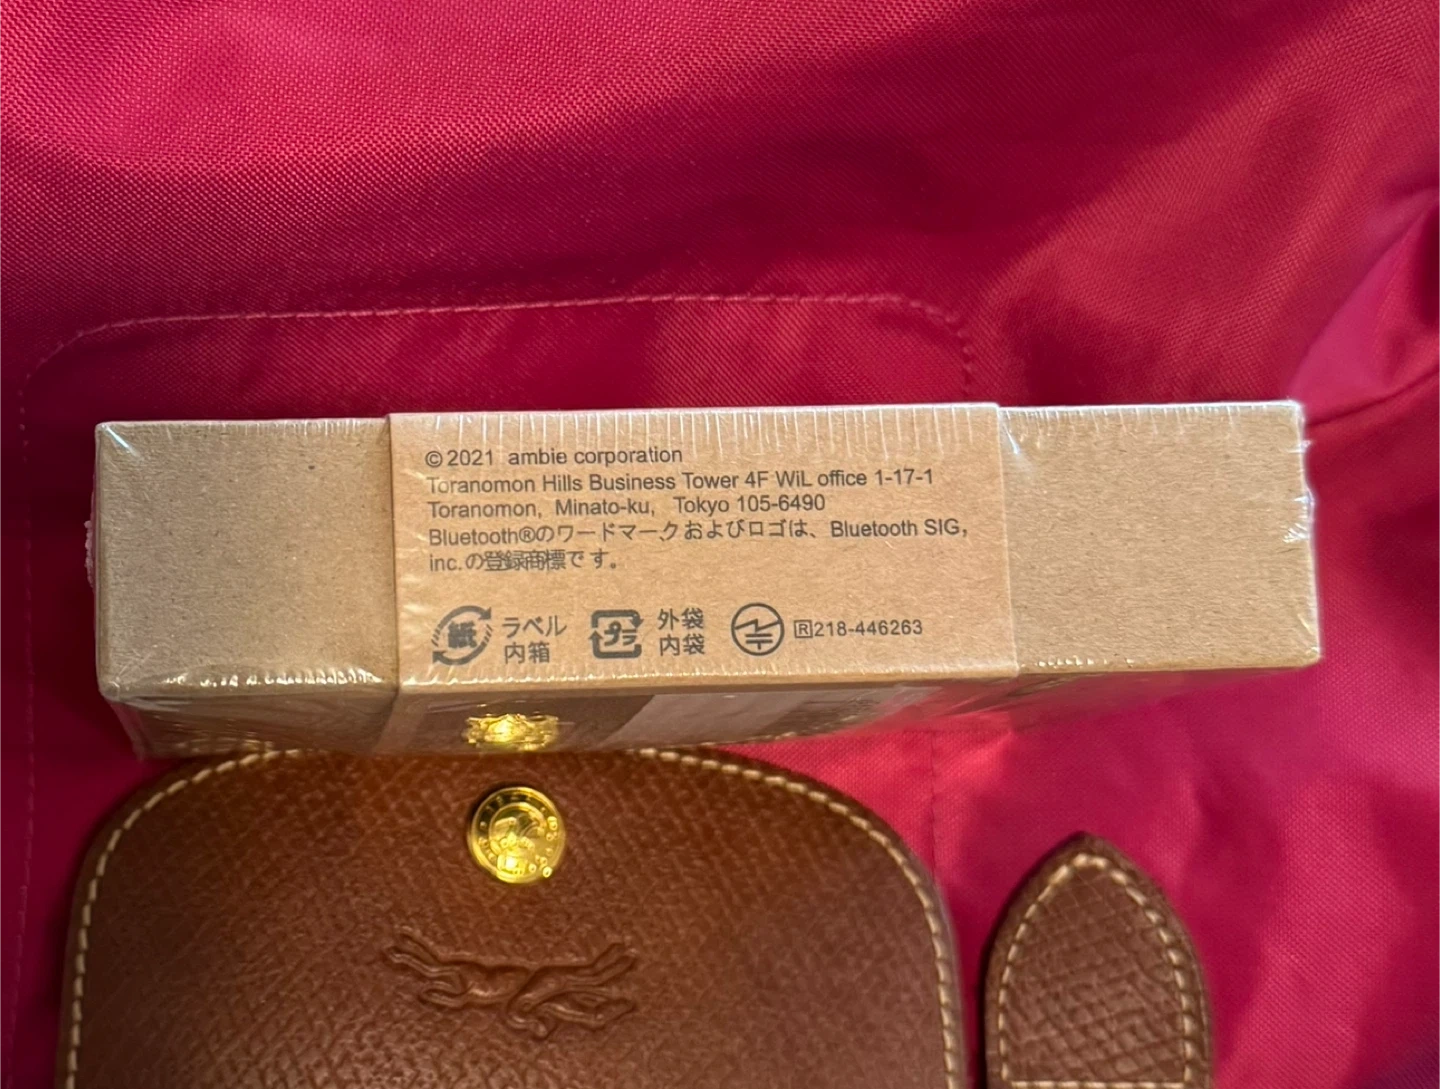 ©2021 ambie corporation
Toranomon Hills Business Tower 4F WiL office 1-17-1
Toranomon, Minato-ku, Tokyo 105-6490
Bluetooth®のワードマークおよびロゴは、Bluetooth SIG,
inc.の登録商標です。
紙 ラベル 内箱
プラ 外袋 内袋
R 218-446263